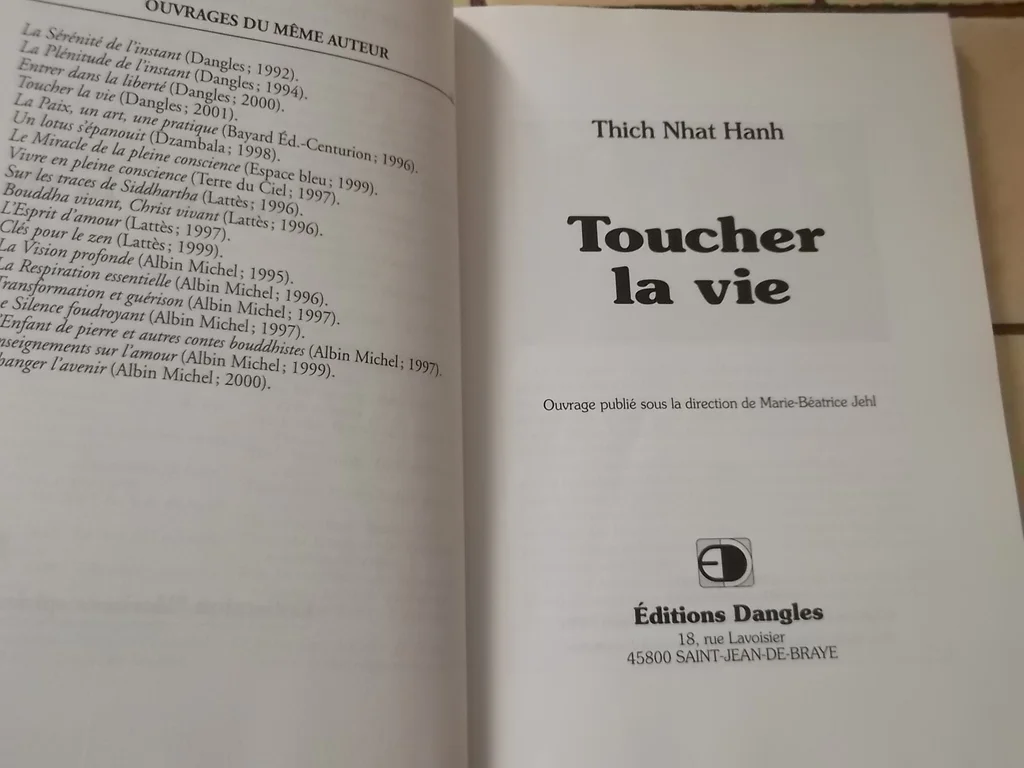 OUVRAGES DU MÊME AUTEUR
La Sérénité de l'instant (Dangles ; 1992).
La Plénitude de l'instant (Dangles ; 1994).
Entrer dans la liberté (Dangles ; 2000).
Toucher la vie (Dangles ; 2001).
La Paix, un art, une pratique (Bayard Éd.-Centurion ; 1996).
Un lotus s'épanouit (Dzambala ; 1998).
Le Miracle de la pleine conscience (Espace bleu ; 1999).
Vivre en pleine conscience (Terre du Ciel ; 1997).
Sur les traces de Siddhartha (Lattès ; 1996).
Bouddha vivant, Christ vivant (Lattès ; 1996).
L'Esprit d'amour (Lattès ; 1997).
Clés pour le zen (Lattès ; 1999).
La Vision profonde (Albin Michel ; 1995).
La Respiration essentielle (Albin Michel ; 1996).
Transformation et guérison (Albin Michel ; 1997).
e Silence foudroyant (Albin Michel ; 1997).
'Enfant de pierre et autres contes bouddhistes (Albin Michel ; 1997).
nseignements sur l'amour (Albin Michel ; 1999).
hanger l'avenir (Albin Michel ; 2000).
Thich Nhat Hanh
Toucher
la vie
Ouvrage publié sous la direction de Marie-Béatrice Jehl
ED
Éditions Dangles
18, rue Lavoisier
45800 SAINT-JEAN-DE-BRAYE